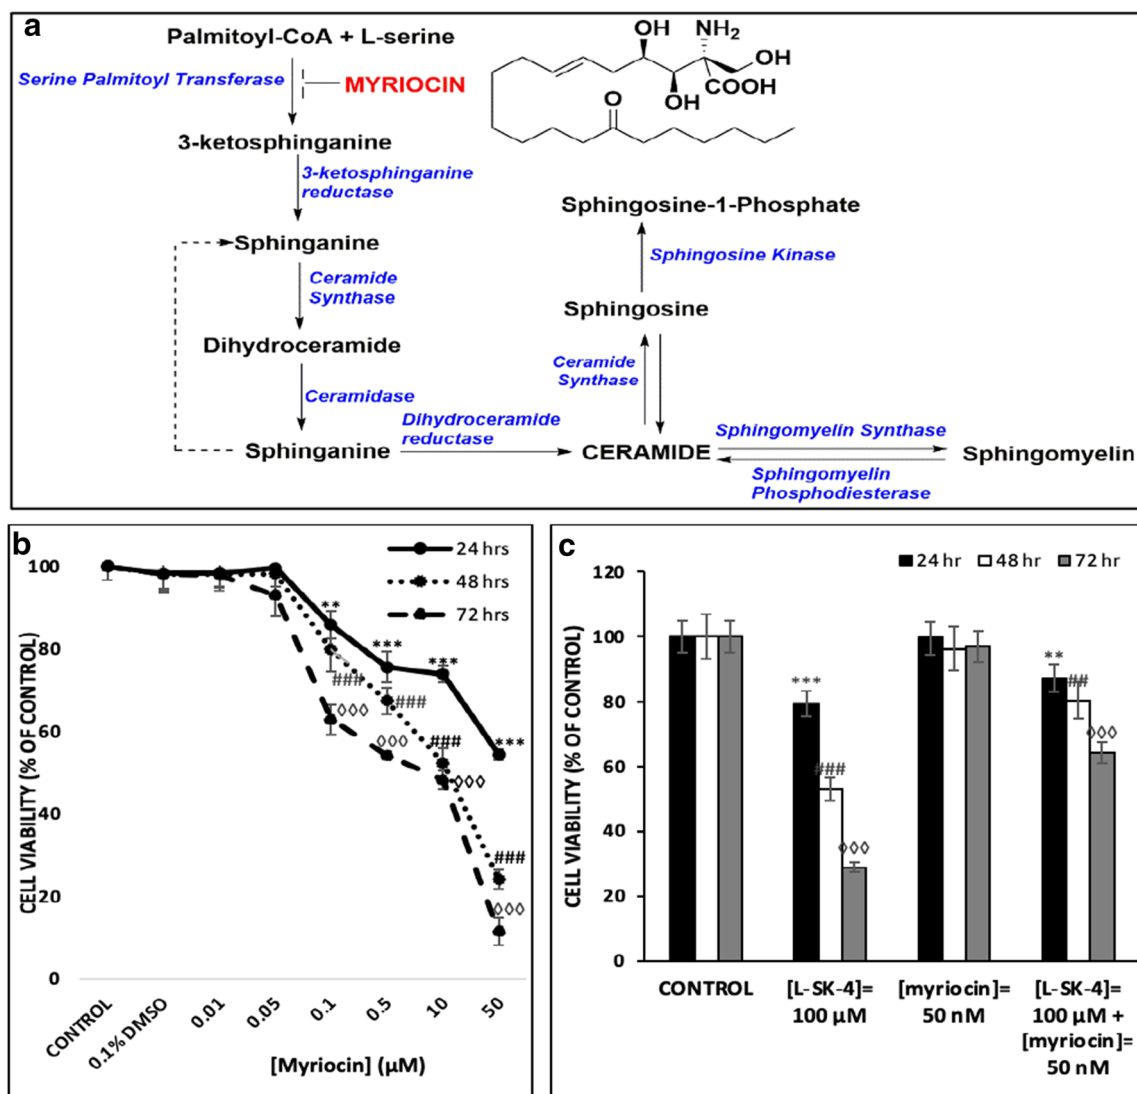 a
Palmitoyl-CoA + L-serine
Serine Palmitoyl Transferase
MYRIOCIN
OH
NH2
OH
COOH
OH
O
3-ketosphinganine
3-ketosphinganine
reductase
Sphingosine-1-Phosphate
Sphinganine
Sphingosine Kinase
Ceramide
Synthase
Sphingosine
Dihydroceramide
Ceramide
Synthase
Ceramidase
Dihydroceramide
reductase
Sphingomyelin Synthase
Sphinganine
CERAMIDE
Sphingomyelin
Sphingomyelin
Phosphodiesterase
b
24 hrs
48 hrs
72 hrs
CELL VIABILITY (% OF CONTROL)
100
80
60
40
20
0
**
***
***
***
###
###
###
###
◊◊◊
◊◊◊
◊◊◊
◊◊◊
CONTROL
0.1% DMSO
0.01
0.05
0.1
0.5
10
50
[Myriocin] (µM)
c
24 hr
48 hr
72 hr
CELL VIABILITY (% OF CONTROL)
120
100
80
60
40
20
0
***
###
◊◊◊
**
##
◊◊◊
CONTROL
[L-SK-4]=
100 µM
[myriocin]=
50 nM
[L-SK-4]=
100 µM +
[myriocin]=
50 nM